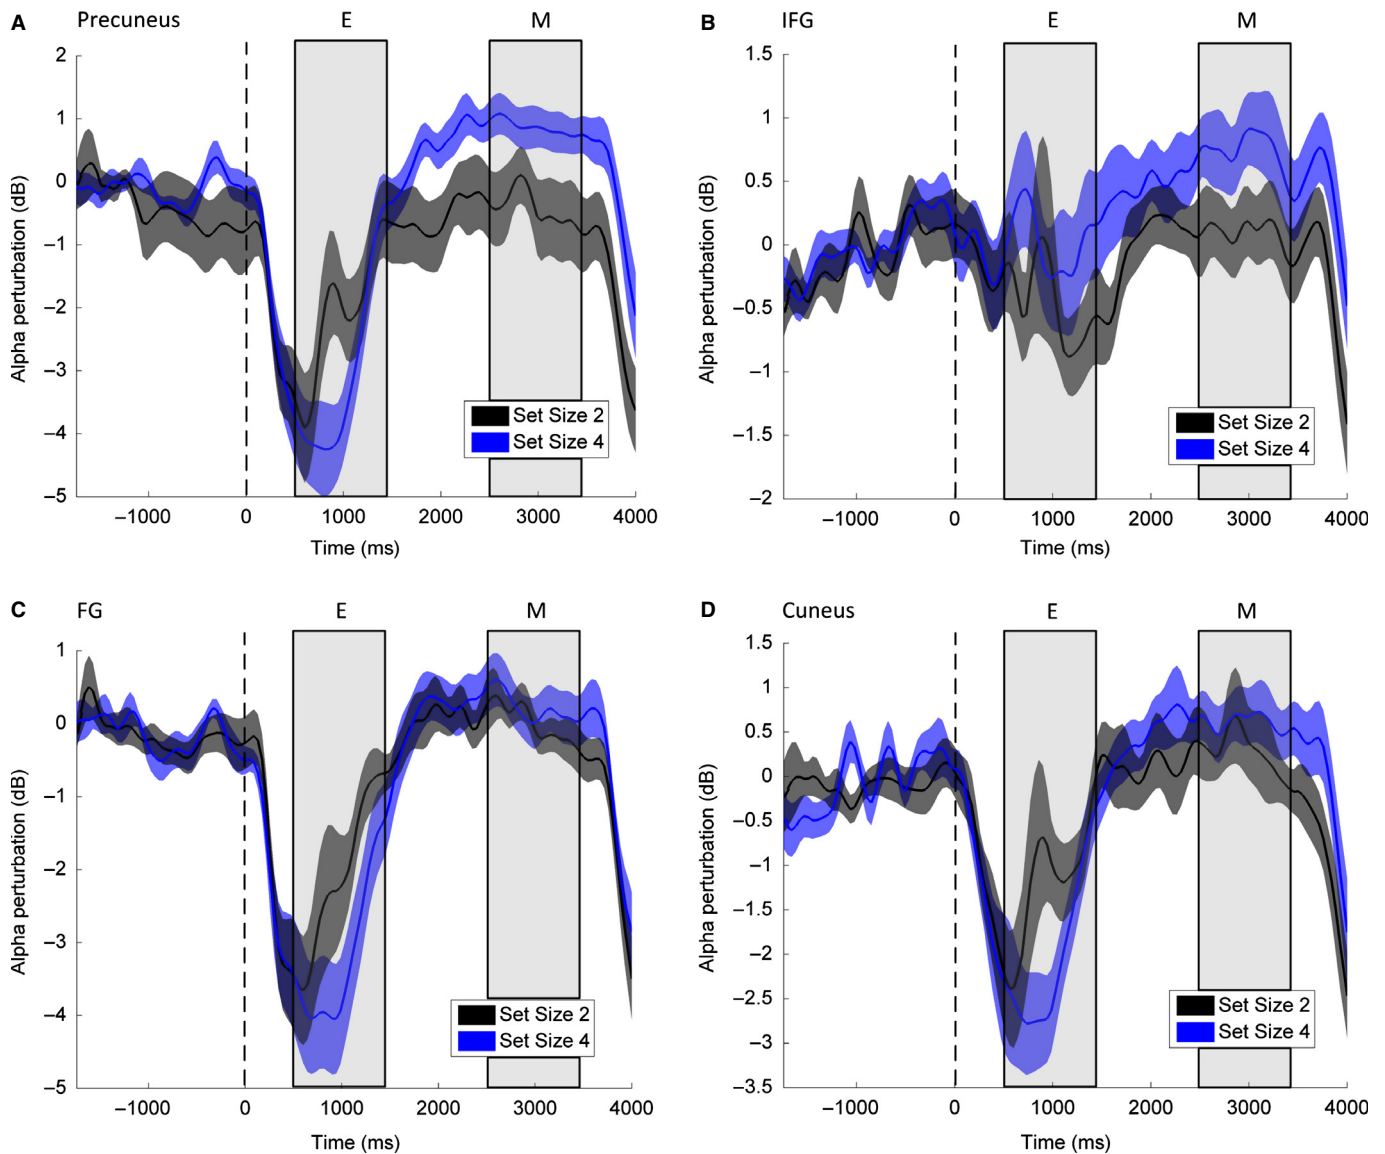 A Precuneus E M
2
1
0
−1
−2
−3
−4
−5
Alpha perturbation (dB)
Set Size 2
Set Size 4
−1000 0 1000 2000 3000 4000
Time (ms)
B IFG E M
1.5
1
0.5
0
−0.5
−1
−1.5
−2
Alpha perturbation (dB)
Set Size 2
Set Size 4
−1000 0 1000 2000 3000 4000
Time (ms)
C FG E M
1
0
−1
−2
−3
−4
−5
Alpha perturbation (dB)
Set Size 2
Set Size 4
−1000 0 1000 2000 3000 4000
Time (ms)
D Cuneus E M
1.5
1
0.5
0
−0.5
−1
−1.5
−2
−2.5
−3
−3.5
Alpha perturbation (dB)
Set Size 2
Set Size 4
−1000 0 1000 2000 3000 4000
Time (ms)